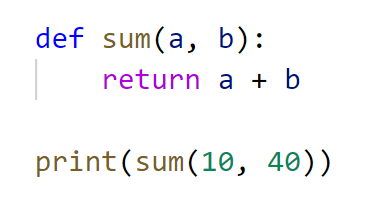 def sum(a, b):
    return a + b

print(sum(10, 40))